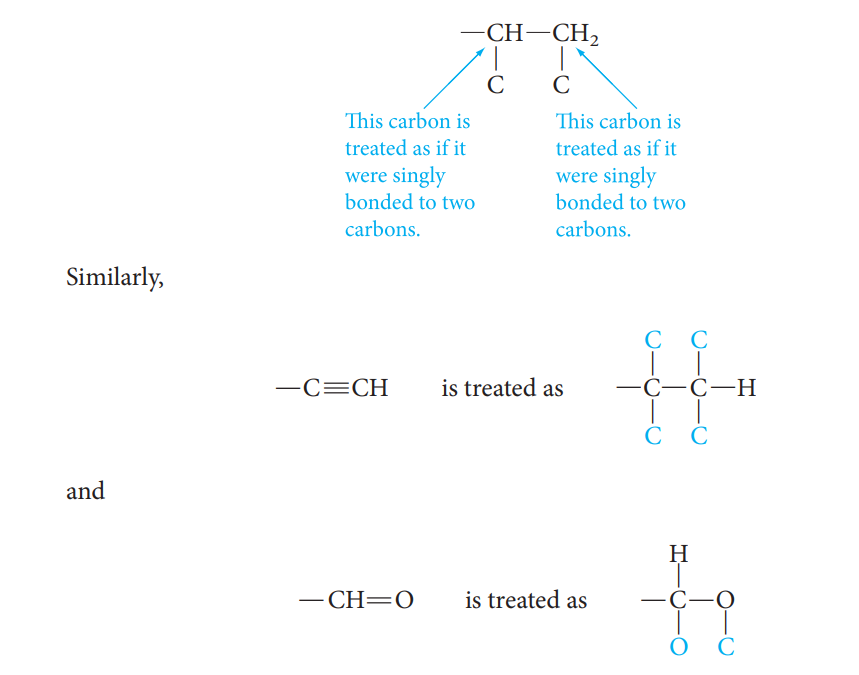 —CH—CH₂
C C
This carbon is
treated as if it
were singly
bonded to two
carbons.
This carbon is
treated as if it
were singly
bonded to two
carbons.
Similarly,
C C
—C≡CH is treated as —C—C—H
C C
and
H
—CH=O is treated as —C—O
O C